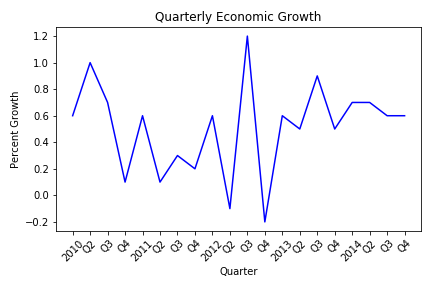 Quarterly Economic Growth
Percent Growth
1.2
1.0
0.8
0.6
0.4
0.2
0.0
−0.2
2010 Q2 Q3 Q4 2011 Q2 Q3 Q4 2012 Q2 Q3 Q4 2013 Q2 Q3 Q4 2014 Q2 Q3 Q4
Quarter